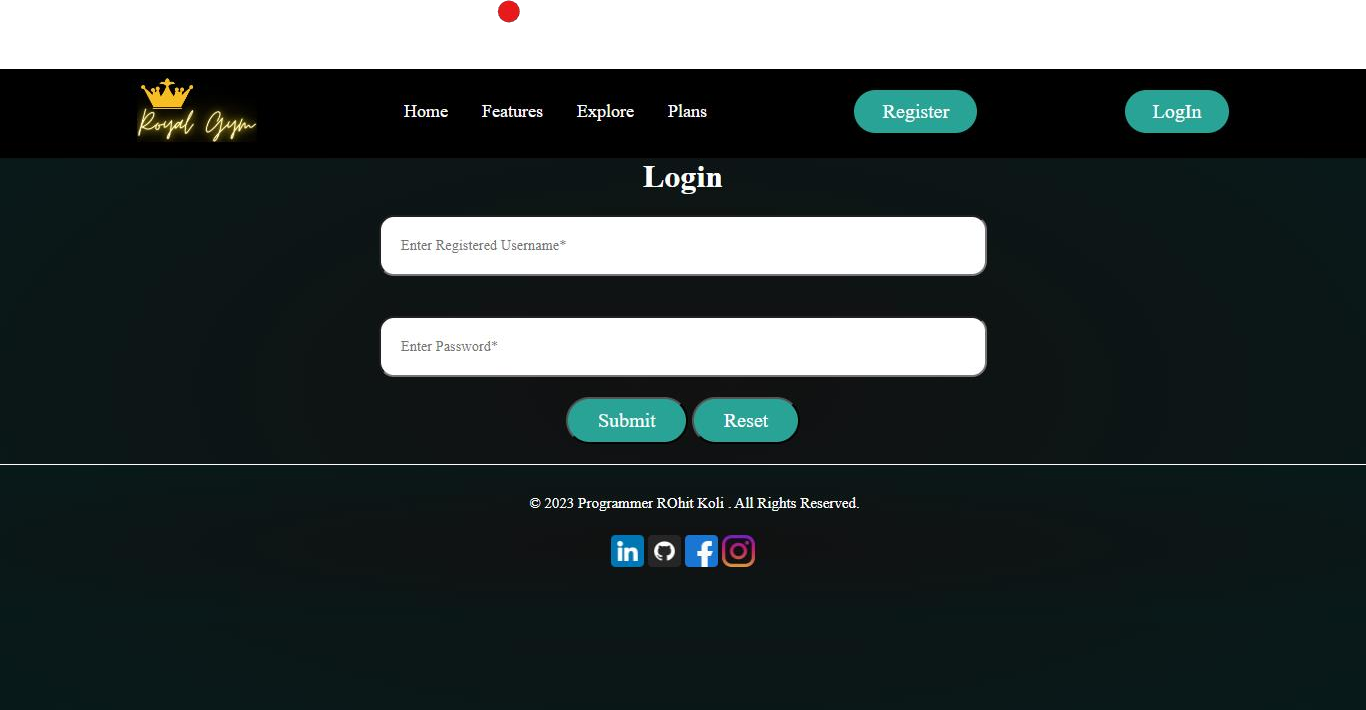 Royal Gym
Home Features Explore Plans Register LogIn
Login
Enter Registered Username*
Enter Password*
Submit Reset
© 2023 Programmer ROhit Koli . All Rights Reserved.
in f